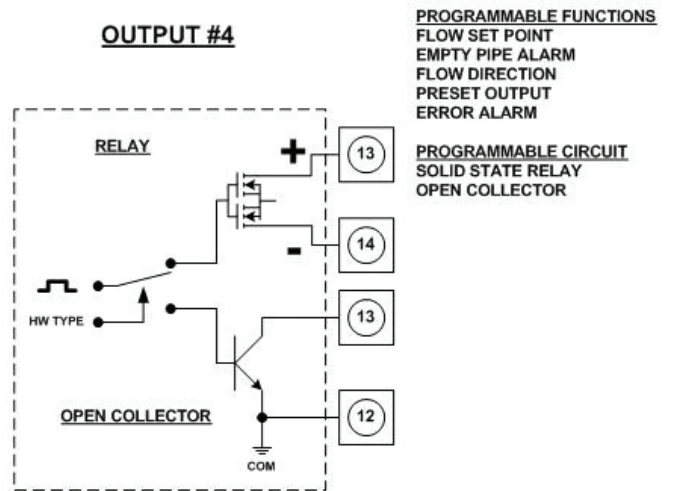 OUTPUT #4
PROGRAMMABLE FUNCTIONS
FLOW SET POINT
EMPTY PIPE ALARM
FLOW DIRECTION
PRESET OUTPUT
ERROR ALARM
PROGRAMMABLE CIRCUIT
SOLID STATE RELAY
OPEN COLLECTOR
RELAY
+
13
-
14
HW TYPE
13
OPEN COLLECTOR
12
COM